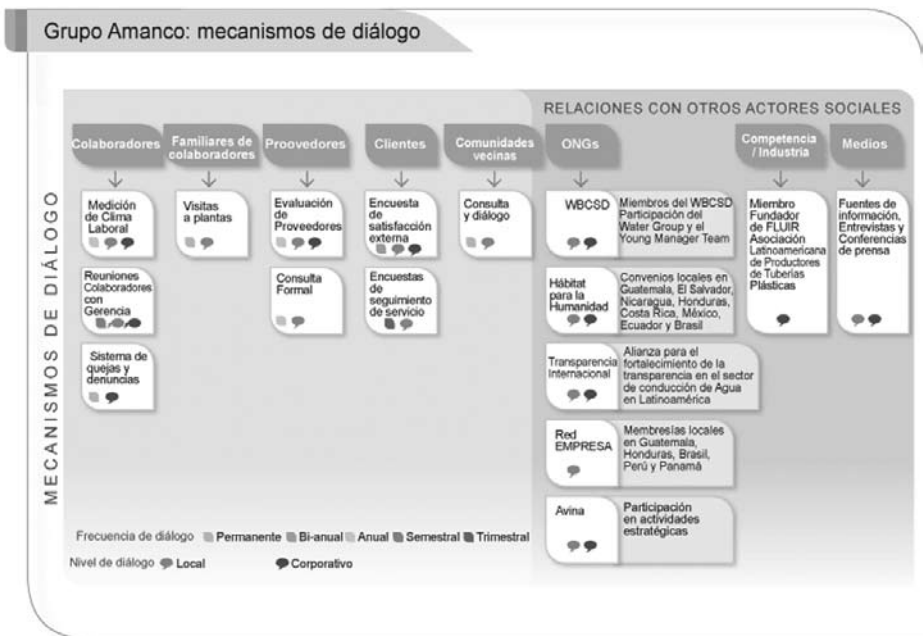 Grupo Amanco: mecanismos de diálogo
RELACIONES CON OTROS ACTORES SOCIALES
MECANISMOS DE DIÁLOGO
Colaboradores
Familiares de
colaboradores
Proovedores
Clientes
Comunidades
vecinas
ONGs
Competencia
/ Industria
Medios
Medición
de Clima
Laboral
Reuniones
Colaboradores
con
Gerencia
Sistema de
quejas y
denuncias
Visitas
a plantas
Evaluación
de
Proveedores
Consulta
Formal
Encuesta
de
satisfacción
externa
Encuestas
de
seguimiento
de servicio
Consulta
y diálogo
WBCSD
Miembros del WBCSD
Participación del
Water Group y el
Young Manager Team
Hábitat
para la
Humanidad
Convenios locales en
Guatemala, El Salvador,
Nicaragua, Honduras,
Costa Rica, México,
Ecuador y Brasil
Transparencia
Internacional
Alianza para el
fortalecimiento de la
transparencia en el sector
de conducción de Agua
en Latinoamérica
Red
EMPRESA
Membresías locales
en Guatemala,
Honduras, Brasil,
Perú y Panamá
Avina
Participación
en actividades
estratégicas
Miembro
Fundador
de FLUIR
Asociación
Latinoamericana
de Productores
de Tuberías
Plásticas
Fuentes de
información,
Entrevistas y
Conferencias
de prensa
Frecuencia de diálogo Permanente Bi-anual Anual Semestral Trimestral
Nivel de diálogo Local Corporativo